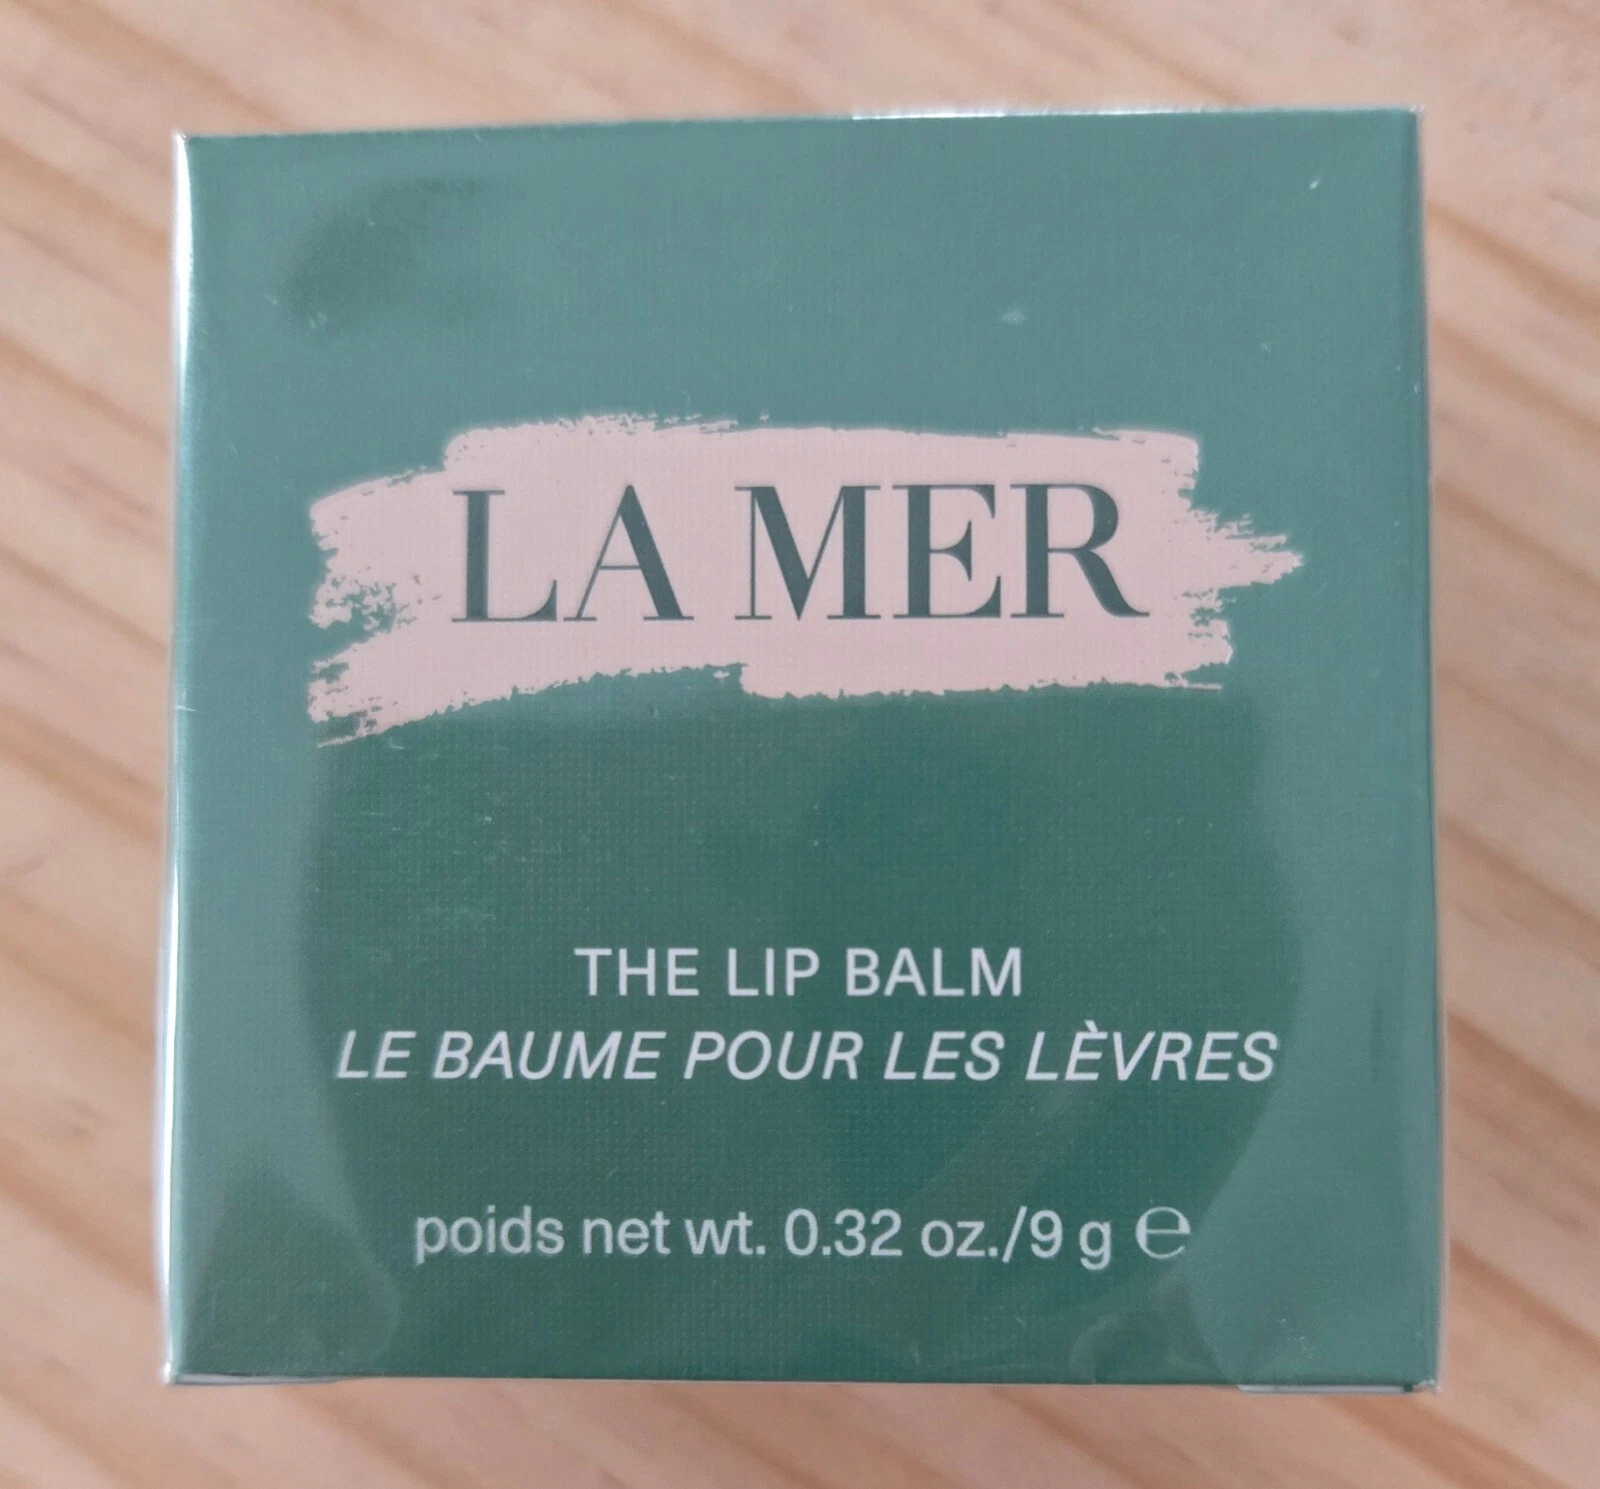 LA MER
THE LIP BALM
LE BAUME POUR LES LÈVRES
poids net wt. 0.32 oz./9 g ℮